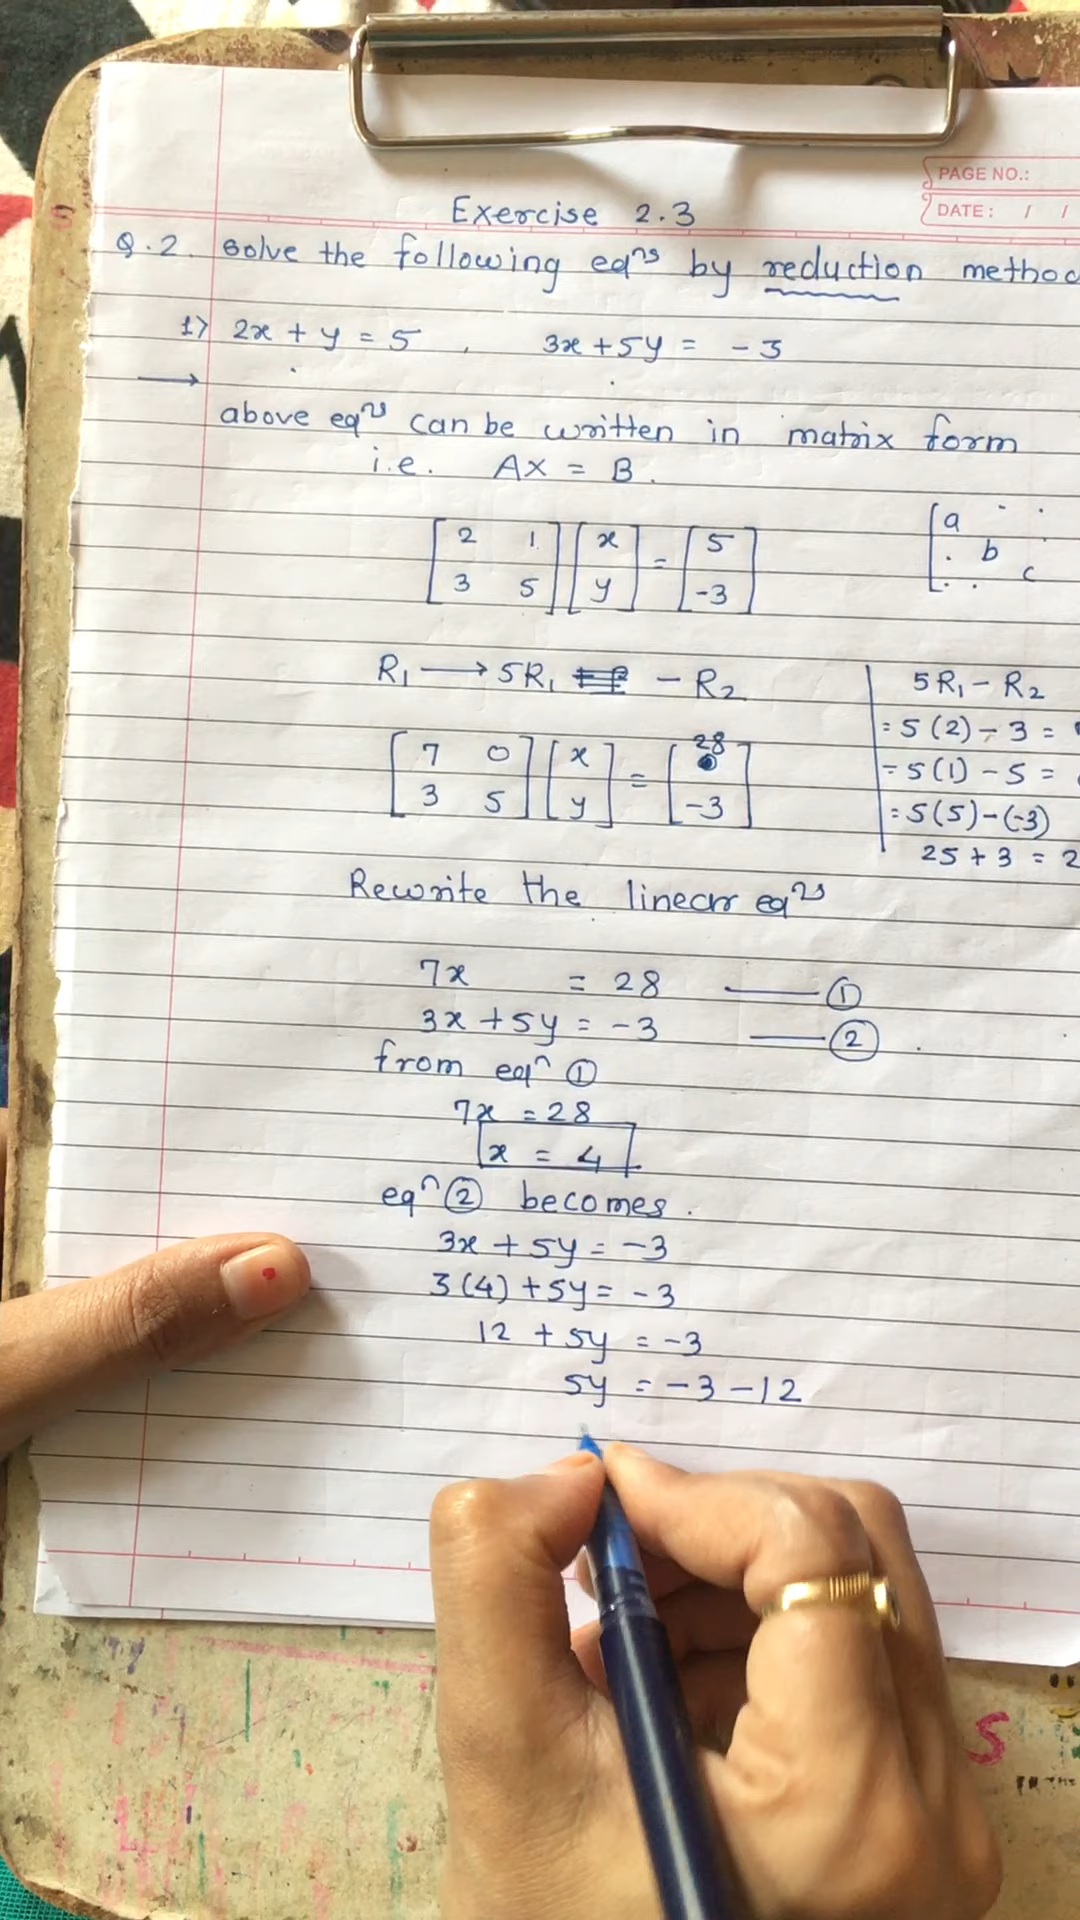 PAGE NO.:
DATE: / /
Exercise 2.3
Q.2. Solve the following eqⁿˢ by reduction
1) 2x + y = 5 , 3x + 5y = -3
→
above eqⁿˢ can be written in matrix form
i.e. AX = B.
[2 1; 3 5] [x; y] = [5; -3]
[a . . ; . b . ; . . c
R₁ → 5R₁ - R₂
5R₁ - R₂
= 5(2) - 3 =
= 5(1) - 5 =
= 5(5) - (-3)
25 + 3 = 2
[7 0; 3 5] [x; y] = [28; -3]
Rewrite the linear eqⁿˢ
7x = 28 —— ①
3x + 5y = -3 —— ②
from eqⁿ ①
7x = 28
x = 4
eqⁿ ② becomes.
3x + 5y = -3
3(4) + 5y = -3
12 + 5y = -3
5y = -3 - 12
S